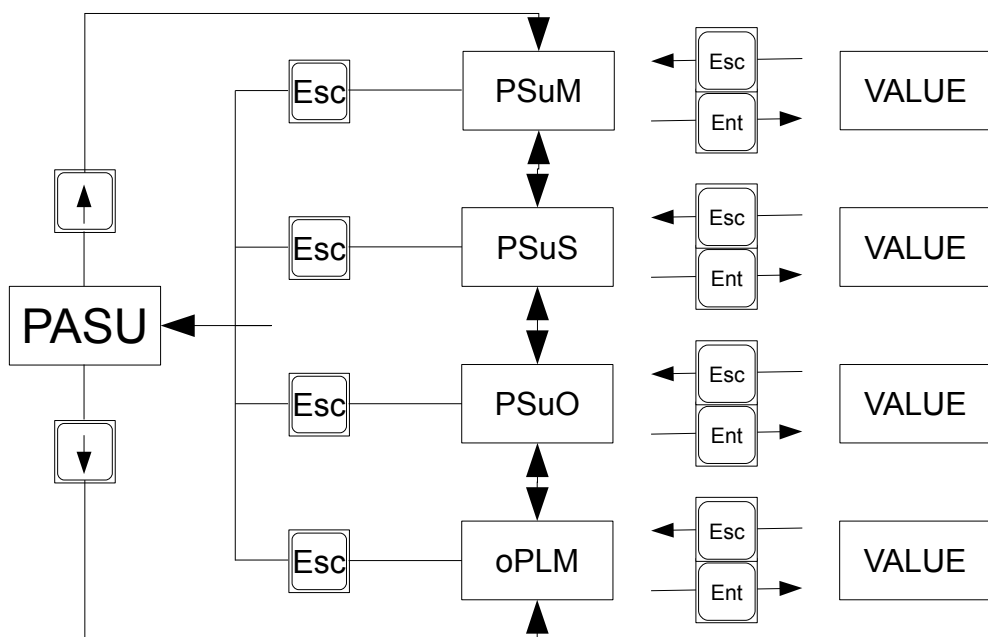 Esc
PSuM
Esc
Ent
VALUE
Esc
PSuS
Esc
Ent
VALUE
PASU
Esc
PSuO
Esc
Ent
VALUE
Esc
oPLM
Esc
Ent
VALUE